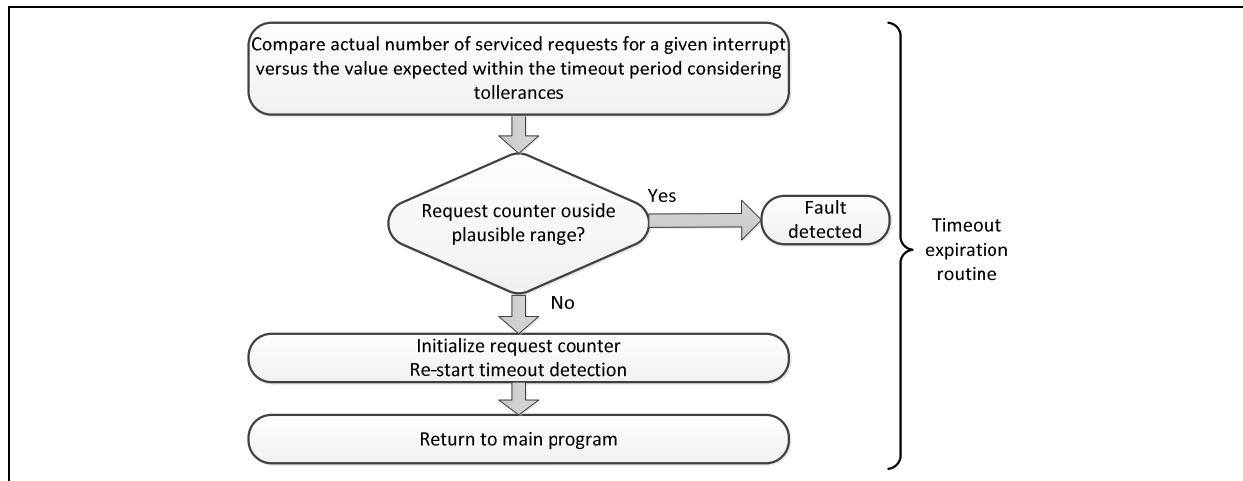 Compare actual number of serviced requests for a given interrupt
versus the value expected within the timeout period considering
tollerances
Yes
Request counter ouside
plausible range?
Fault
detected
Timeout
expiration
routine
No
Initialize request counter
Re-start timeout detection
Return to main program